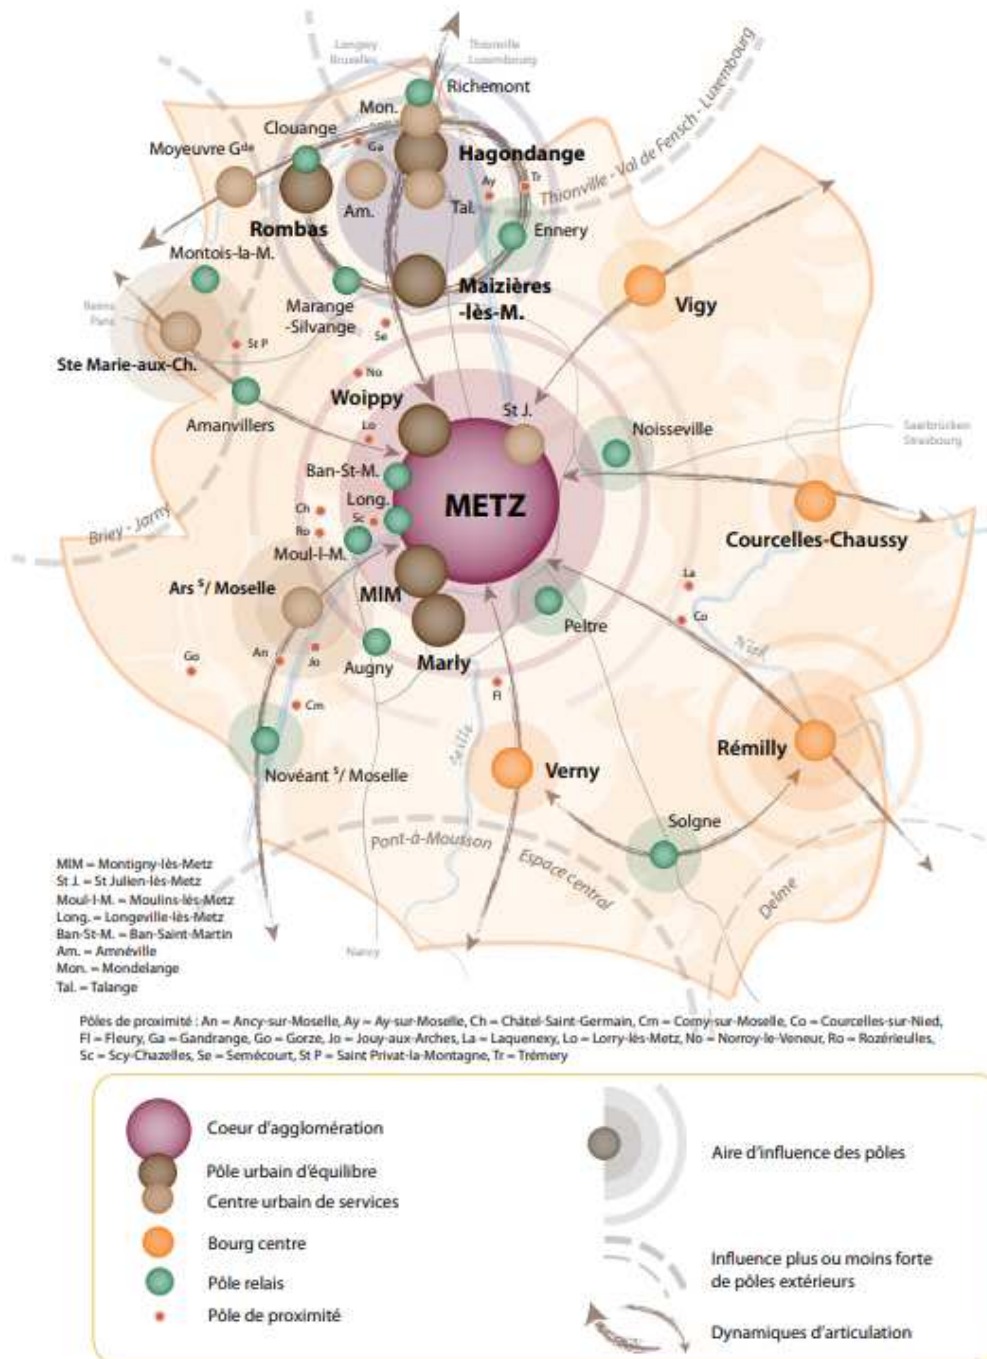 Longwy
Bruxelles
Thionville
Luxembourg
Richemont
Mon.
Clouange
Ga
Moyeuvre Gde
Hagondange
Thionville - Val de Fensch - Luxembourg
Ay
Tr
Am.
Tal.
Rombas
Ennery
Montois-la-M.
Maizières
-lès-M.
Vigy
Marange
-Silvange
Reims
Paris
Se
St P
Ste Marie-aux-Ch.
No
Woippy
St J.
Amanvillers
Lo
Noisseville
Saarbrücken
Strasbourg
Ban-St-M.
METZ
Long.
Ch
Sc
Ro
Briey - Jarny
Moul-l-M.
Courcelles-Chaussy
La
Ars s/ Moselle
MIM
Co
Peltre
Nied
An
Jo
Go
Augny
Marly
Fl
Cm
Seille
Rémilly
Novéant s/ Moselle
Verny
Solgne
Pont-à-Mousson
Espace central
Delme
Nancy
MIM = Montigny-lès-Metz
St J. = St Julien-lès-Metz
Moul-l-M. = Moulins-lès-Metz
Long. = Longeville-lès-Metz
Ban-St-M. = Ban-Saint-Martin
Am. = Amnéville
Mon. = Mondelange
Tal. = Talange
Pôles de proximité : An = Ancy-sur-Moselle, Ay = Ay-sur-Moselle, Ch = Châtel-Saint-Germain, Cm = Corny-sur-Moselle, Co = Courcelles-sur-Nied,
Fl = Fleury, Ga = Gandrange, Go = Gorze, Jo = Jouy-aux-Arches, La = Laquenexy, Lo = Lorry-lès-Metz, No = Norroy-le-Veneur, Ro = Rozérieulles,
Sc = Scy-Chazelles, Se = Semécourt, St P = Saint Privat-la-Montagne, Tr = Trémery
Coeur d'agglomération
Pôle urbain d'équilibre
Centre urbain de services
Bourg centre
Pôle relais
Pôle de proximité
Aire d'influence des pôles
Influence plus ou moins forte
de pôles extérieurs
Dynamiques d'articulation